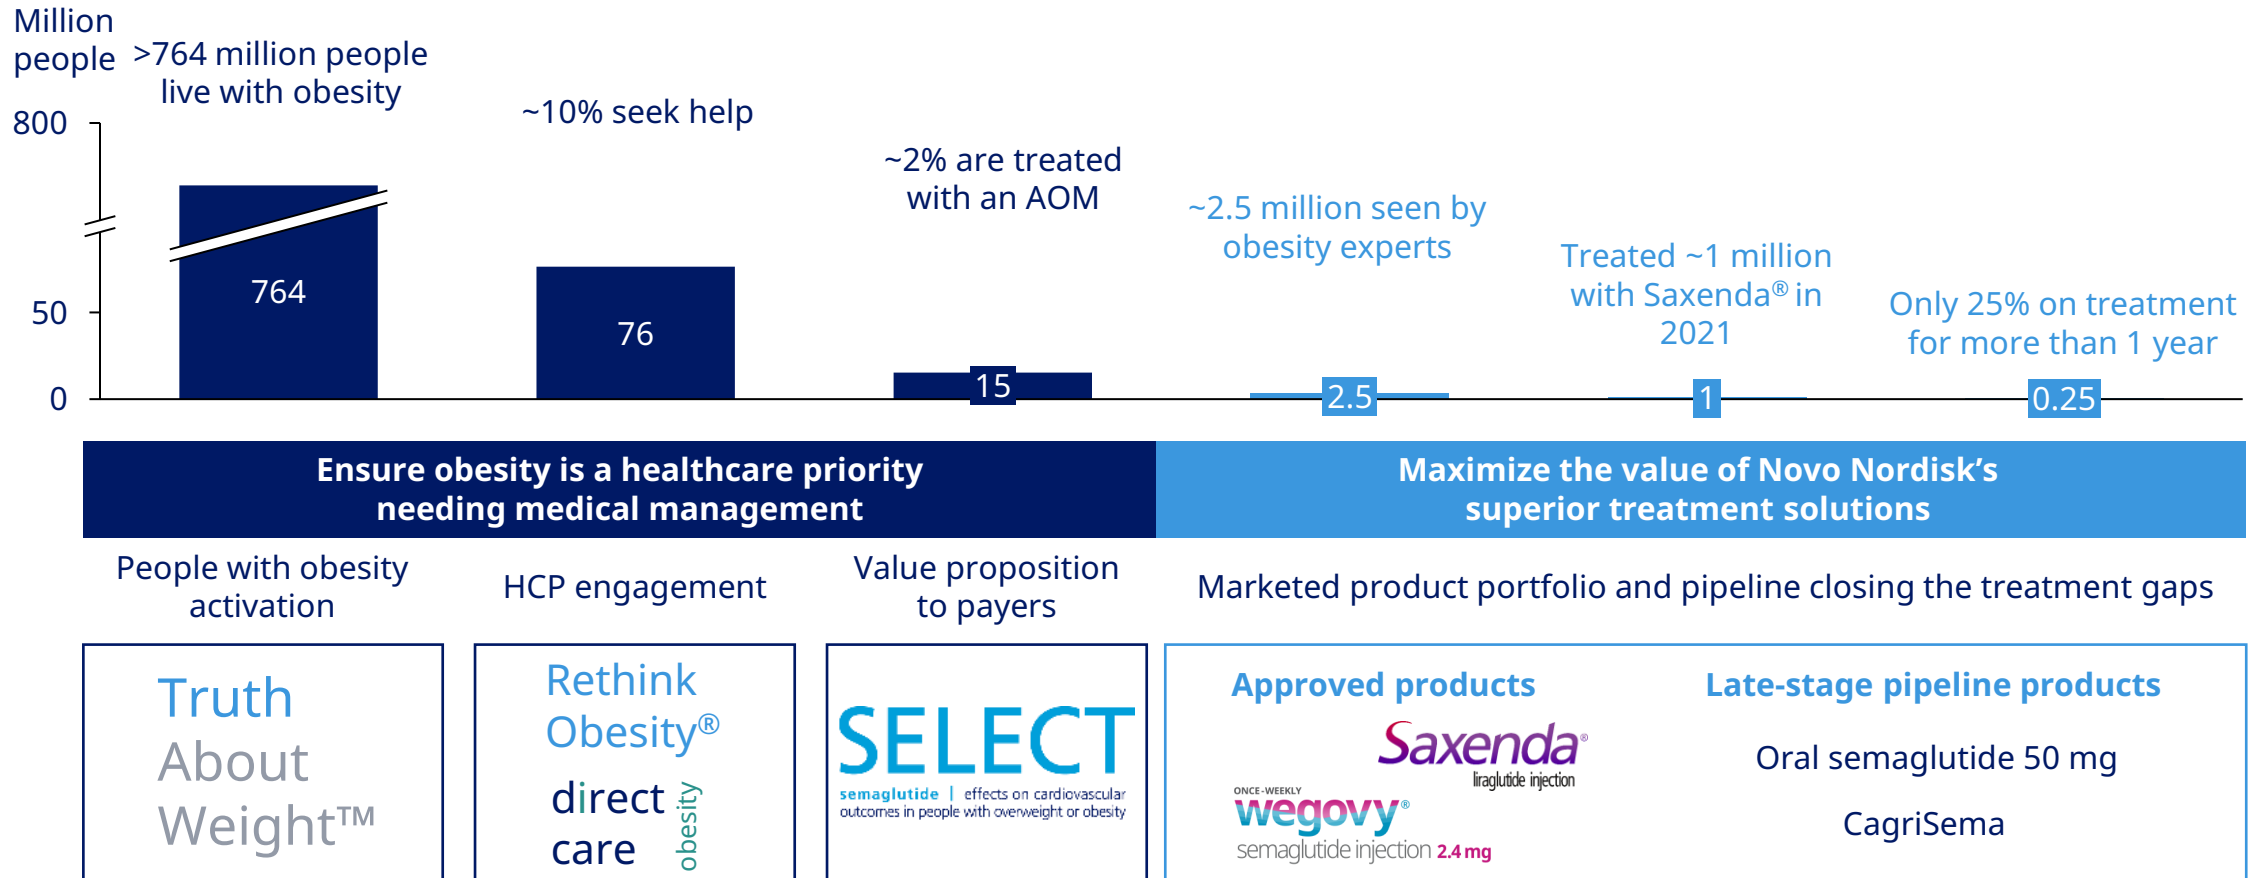 Million
people
>764 million people
live with obesity
~10% seek help
~2% are treated
with an AOM
~2.5 million seen by
obesity experts
Treated ~1 million
with Saxenda® in
2021
Only 25% on treatment
for more than 1 year
800
50
0
764
76
15
2.5
1
0.25
Ensure obesity is a healthcare priority
needing medical management
Maximize the value of Novo Nordisk’s
superior treatment solutions
People with obesity
activation
HCP engagement
Value proposition
to payers
Marketed product portfolio and pipeline closing the treatment gaps
Truth
About
Weight™
Rethink
Obesity®
direct
care
obesity
SELECT
semaglutide | effects on cardiovascular
outcomes in people with overweight or obesity
Approved products
Saxenda®
liraglutide injection
ONCE-WEEKLY
wegovy®
semaglutide injection 2.4 mg
Late-stage pipeline products
Oral semaglutide 50 mg
CagriSema